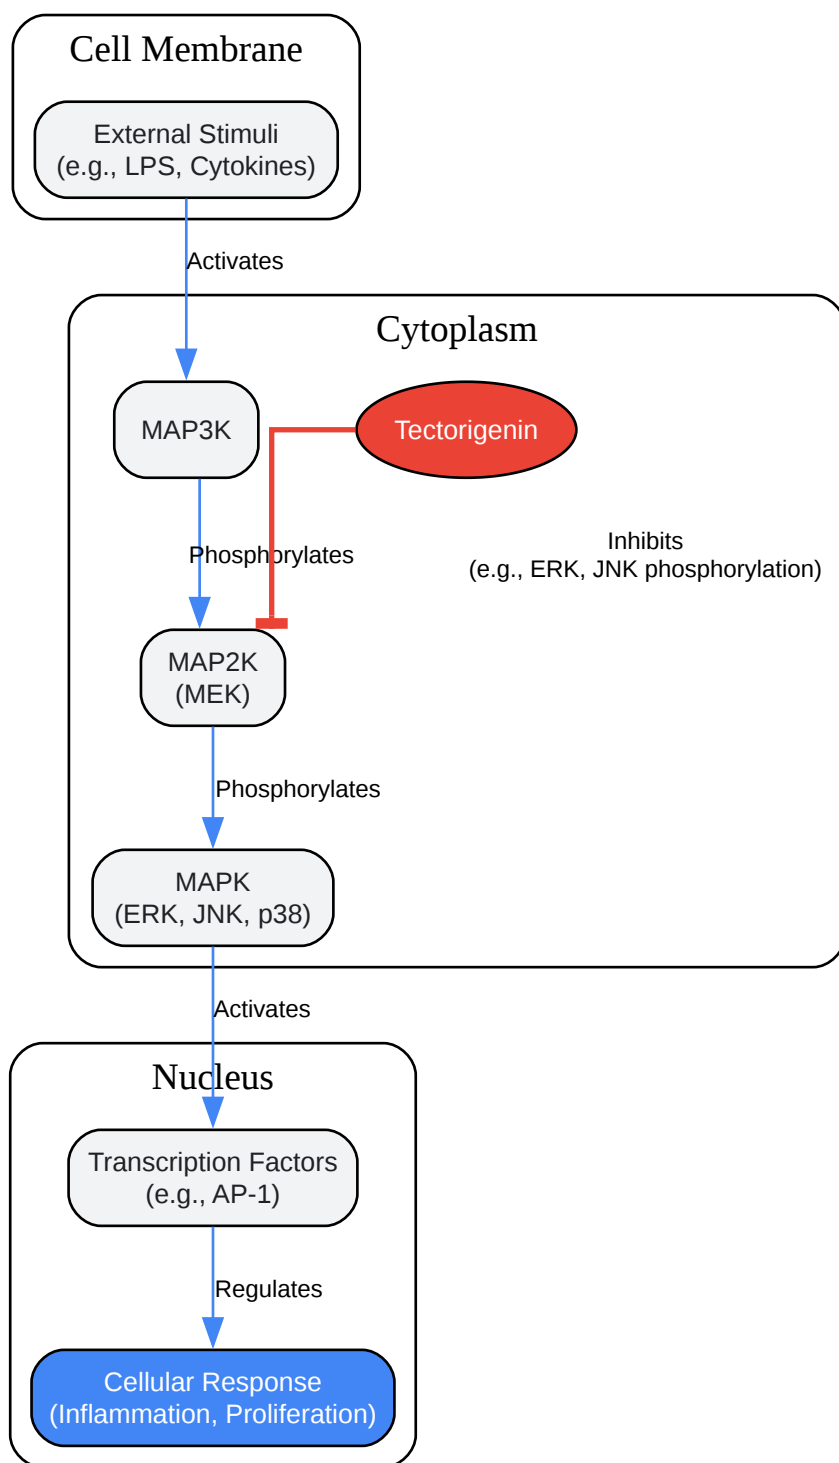 Cell Membrane
External Stimuli
(e.g., LPS, Cytokines)
Activates
Cytoplasm
MAP3K
Tectorigenin
Phosphorylates
Inhibits
(e.g., ERK, JNK phosphorylation)
MAP2K
(MEK)
Phosphorylates
MAPK
(ERK, JNK, p38)
Activates
Nucleus
Transcription Factors
(e.g., AP-1)
Regulates
Cellular Response
(Inflammation, Proliferation)